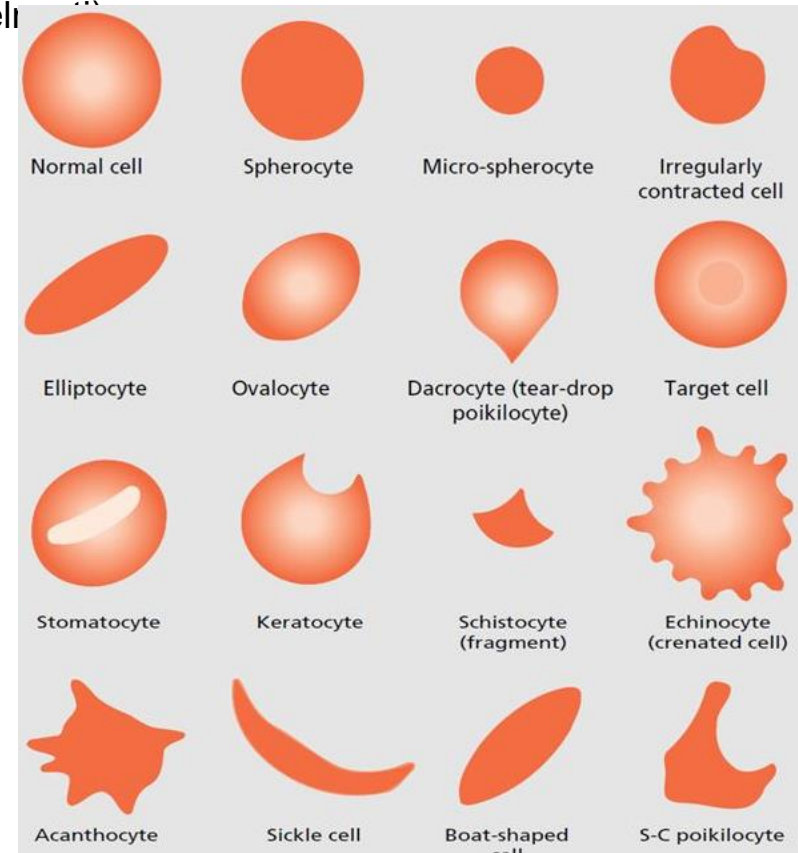 Normal cell
Spherocyte
Micro-spherocyte
Irregularly
contracted cell
Elliptocyte
Ovalocyte
Dacrocyte (tear-drop
poikilocyte)
Target cell
Stomatocyte
Keratocyte
Schistocyte
(fragment)
Echinocyte
(crenated cell)
Acanthocyte
Sickle cell
Boat-shaped
cell
S-C poikilocyte